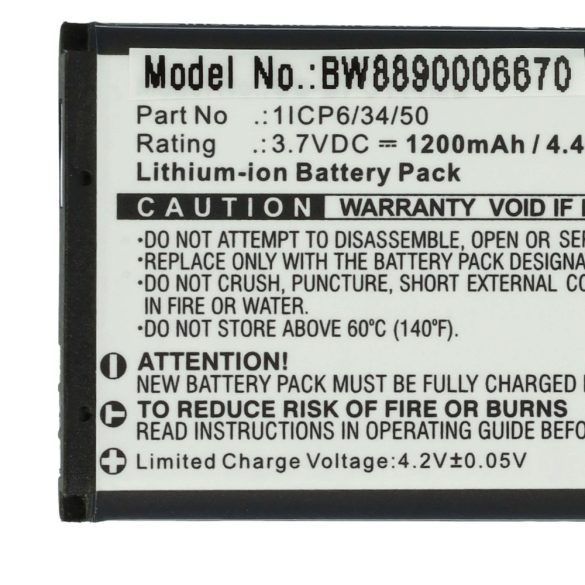 Model No.:BW8890006670
Part No .:1ICP6/34/50
Rating .:3.7VDC ⎓ 1200mAh / 4.4
Lithium-ion Battery Pack
CAUTION WARRANTY VOID IF
·DO NOT ATTEMPT TO DISASSEMBLE, OPEN OR SER
·REPLACE ONLY WITH THE BATTERY PACK DESIGNA
·DO NOT CRUSH, PUNCTURE, SHORT EXTERNAL CO
IN FIRE OR WATER.
·DO NOT STORE ABOVE 60°C (140°F).
ATTENTION!
NEW BATTERY PACK MUST BE FULLY CHARGED
TO REDUCE RISK OF FIRE OR BURNS
READ INSTRUCTIONS IN OPERATING GUIDE BEFO
Limited Charge Voltage:4.2V±0.05V